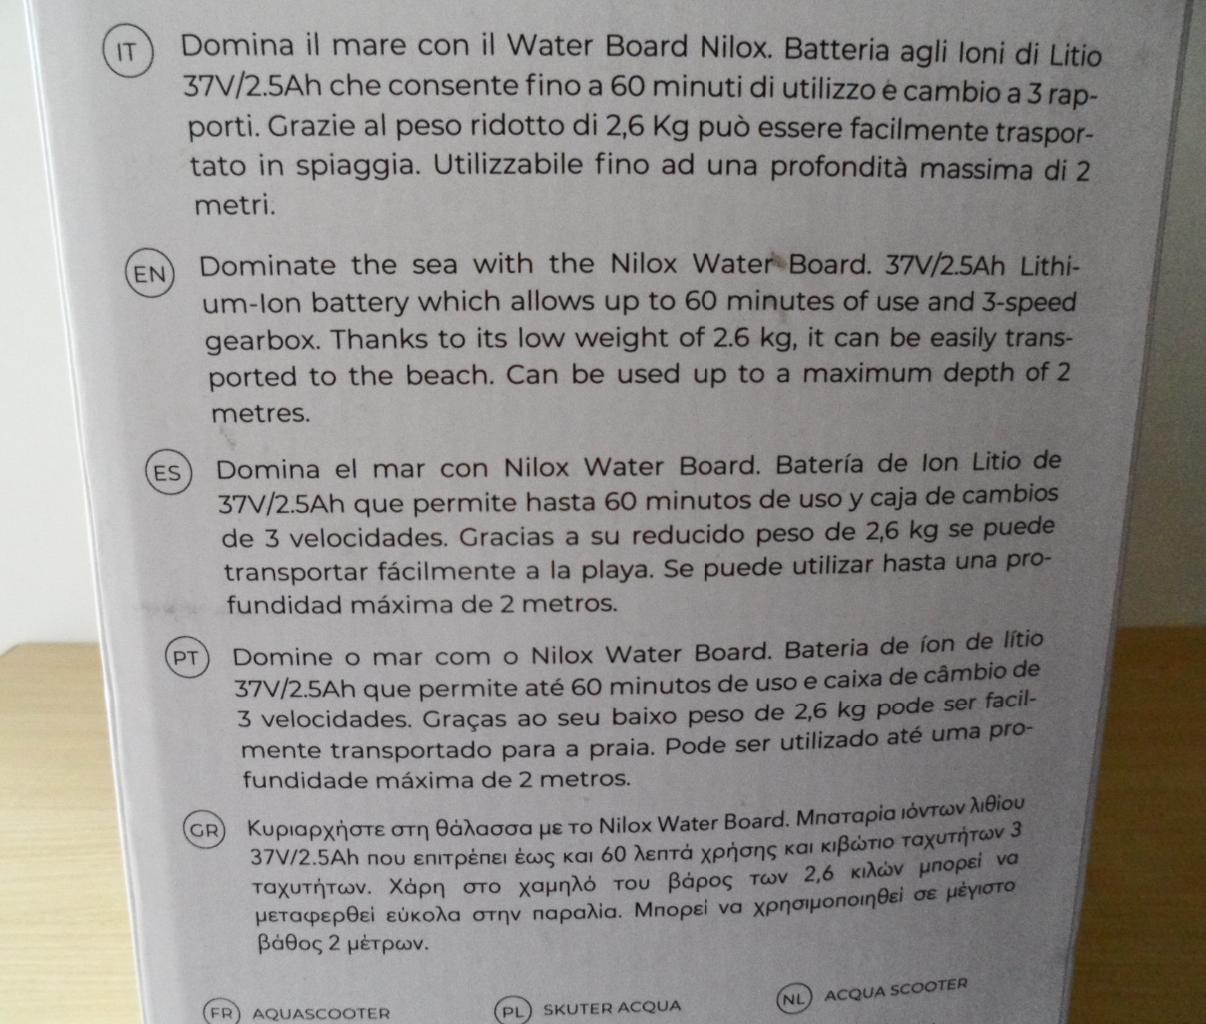 IT Domina il mare con il Water Board Nilox. Batteria agli Ioni di Litio
37V/2.5Ah che consente fino a 60 minuti di utilizzo e cambio a 3 rap-
porti. Grazie al peso ridotto di 2,6 Kg può essere facilmente traspor-
tato in spiaggia. Utilizzabile fino ad una profondità massima di 2
metri.
EN Dominate the sea with the Nilox Water Board. 37V/2.5Ah Lithi-
um-Ion battery which allows up to 60 minutes of use and 3-speed
gearbox. Thanks to its low weight of 2.6 kg, it can be easily trans-
ported to the beach. Can be used up to a maximum depth of 2
metres.
ES Domina el mar con Nilox Water Board. Batería de Ion Litio de
37V/2.5Ah que permite hasta 60 minutos de uso y caja de cambios
de 3 velocidades. Gracias a su reducido peso de 2,6 kg se puede
transportar fácilmente a la playa. Se puede utilizar hasta una pro-
fundidad máxima de 2 metros.
PT Domine o mar com o Nilox Water Board. Bateria de íon de lítio
37V/2.5Ah que permite até 60 minutos de uso e caixa de câmbio de
3 velocidades. Graças ao seu baixo peso de 2,6 kg pode ser facil-
mente transportado para a praia. Pode ser utilizado até uma pro-
fundidade máxima de 2 metros.
GR Κυριαρχήστε στη θάλασσα με το Nilox Water Board. Μπαταρία ιόντων λιθίου
37V/2.5Ah που επιτρέπει έως και 60 λεπτά χρήσης και κιβώτιο ταχυτήτων 3
ταχυτήτων. Χάρη στο χαμηλό του βάρος των 2,6 κιλών μπορεί να
μεταφερθεί εύκολα στην παραλία. Μπορεί να χρησιμοποιηθεί σε μέγιστο
βάθος 2 μέτρων.
FR AQUASCOOTER PL SKUTER ACQUA NL ACQUA SCOOTER